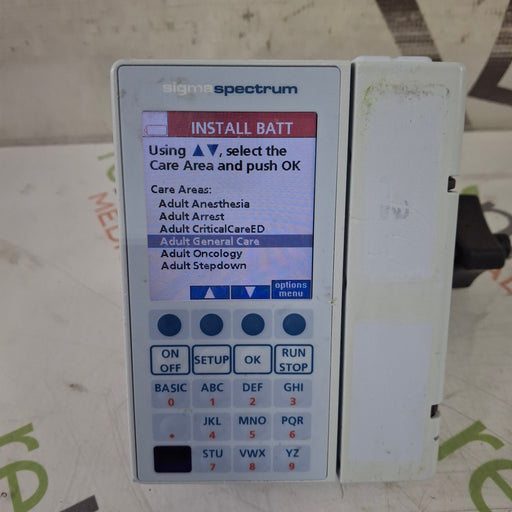 sigmaspectrum
INSTALL BATT
Using ▲▼, select the
Care Area and push OK
Care Areas:
Adult Anesthesia
Adult Arrest
Adult CriticalCareED
Adult General Care
Adult Oncology
Adult Stepdown
options
menu
ON
OFF
SETUP
OK
RUN
STOP
BASIC
0
ABC
1
DEF
2
GHI
3
JKL
4
MNO
5
PQR
6
STU
7
VWX
8
YZ
9